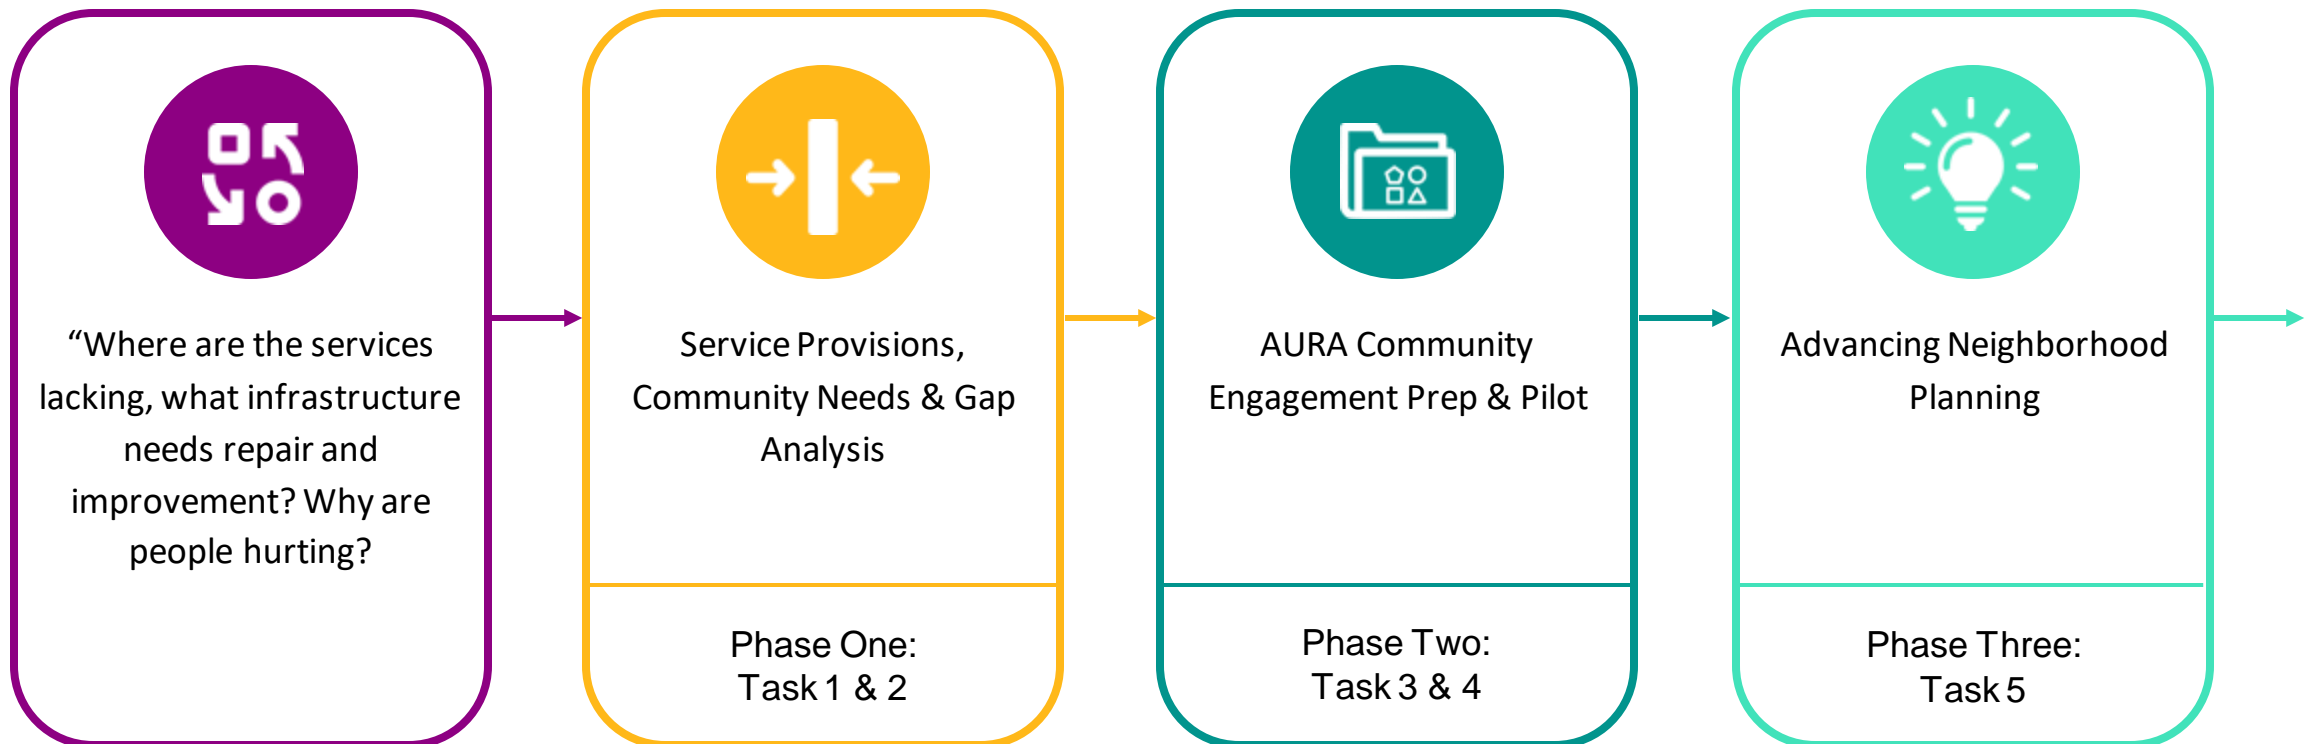 “Where are the services
lacking, what infrastructure
needs repair and
improvement? Why are
people hurting?
Service Provisions,
Community Needs & Gap
Analysis
Phase One:
Task 1 & 2
AURA Community
Engagement Prep & Pilot
Phase Two:
Task 3 & 4
Advancing Neighborhood
Planning
Phase Three:
Task 5